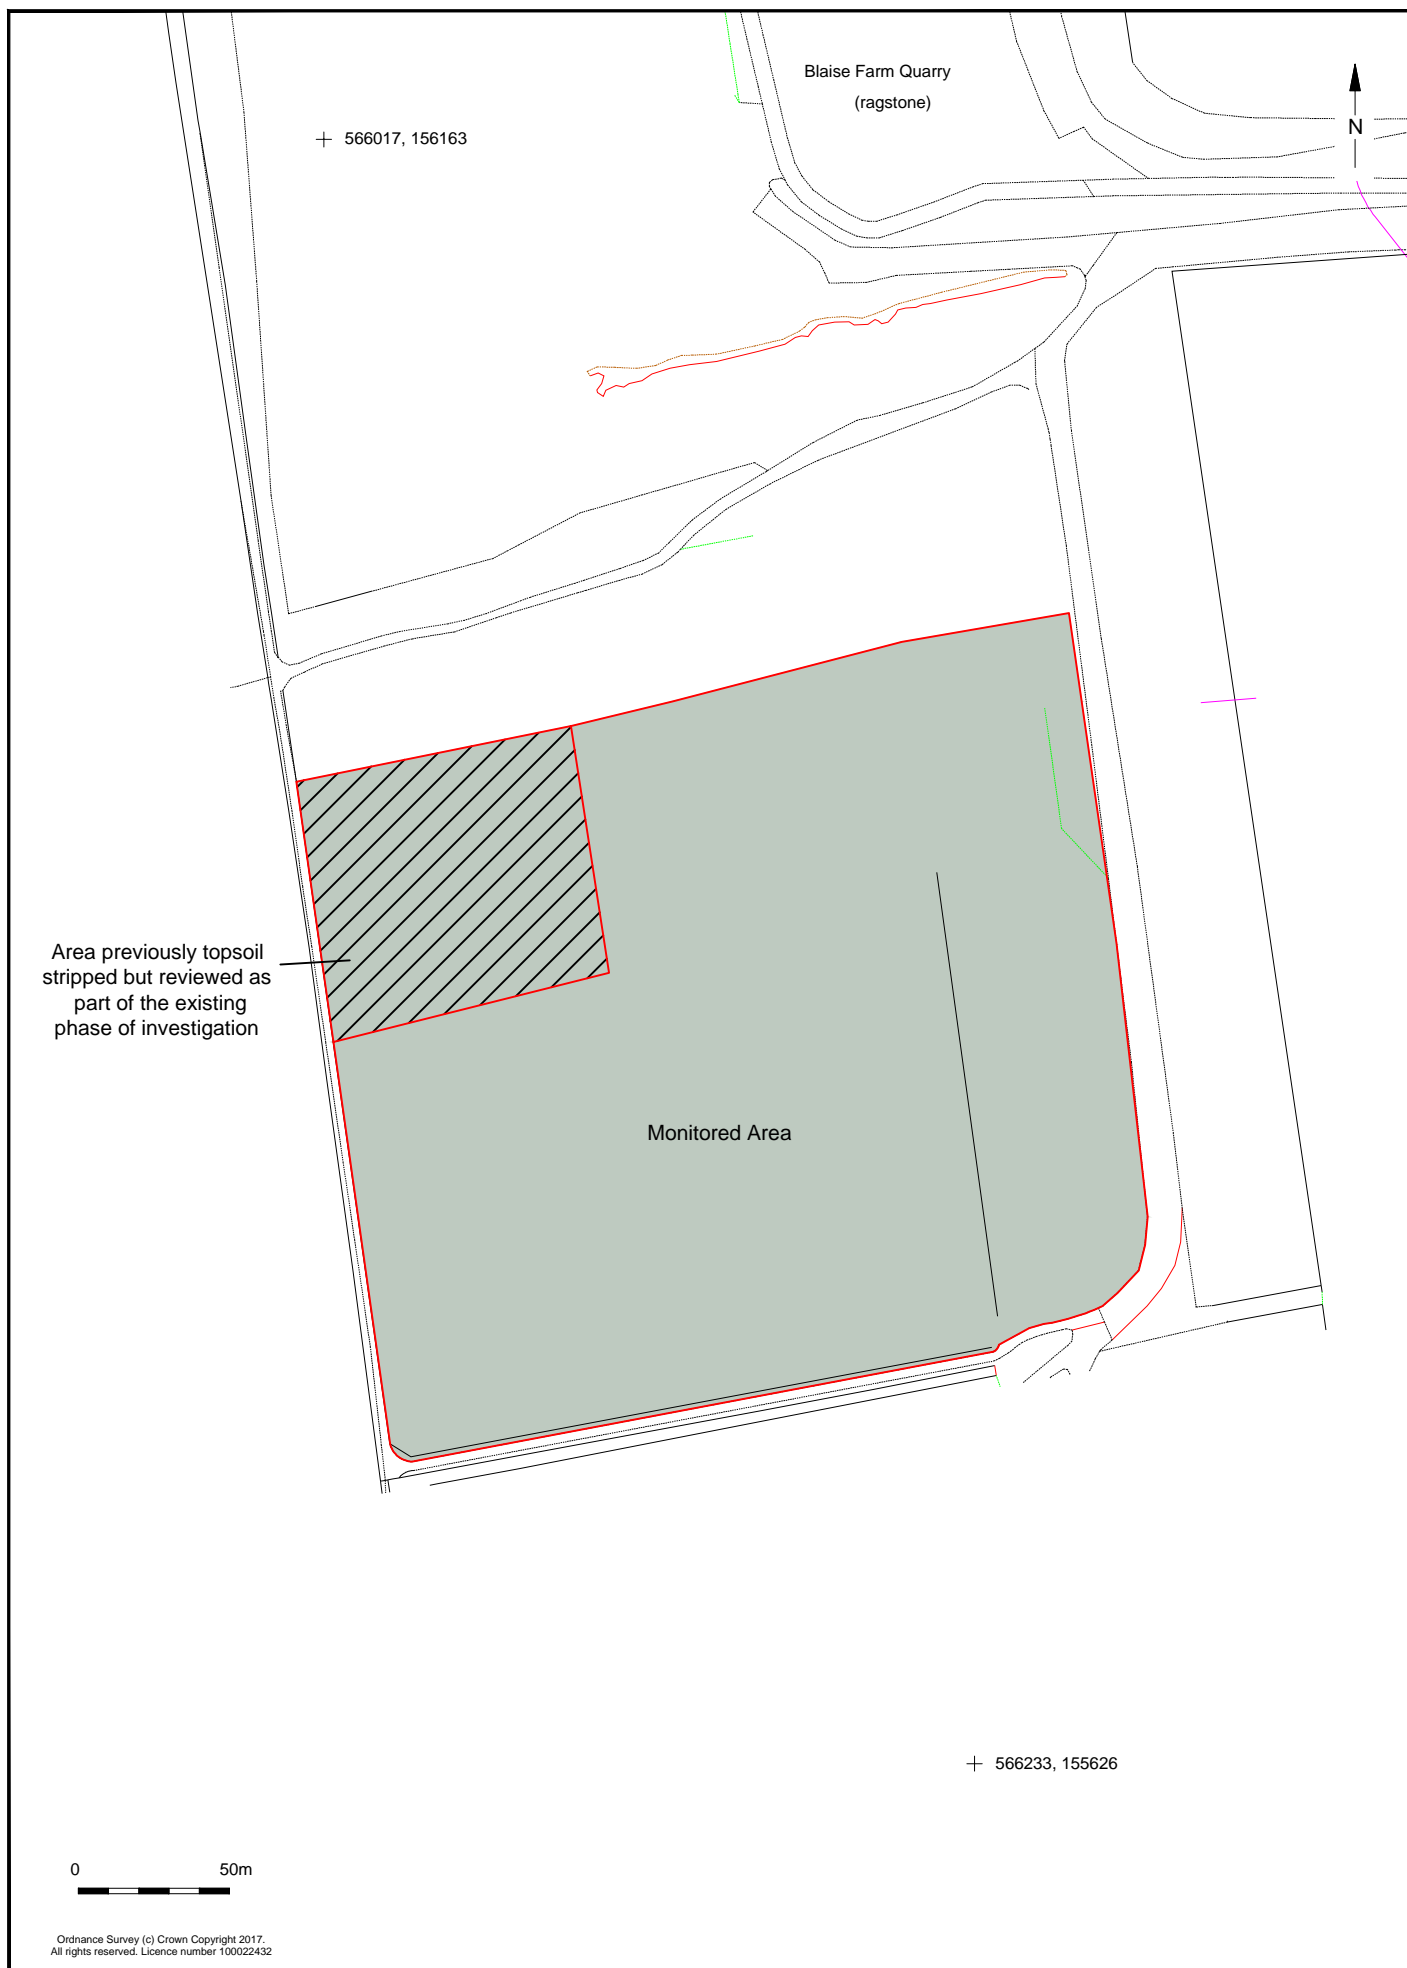 Blaise Farm Quarry
(ragstone)
N
566017, 156163
Area previously topsoil
stripped but reviewed as
part of the existing
phase of investigation
Monitored Area
566233, 155626
0 50m
Ordnance Survey (c) Crown Copyright 2017.
All rights reserved. Licence number 100022432